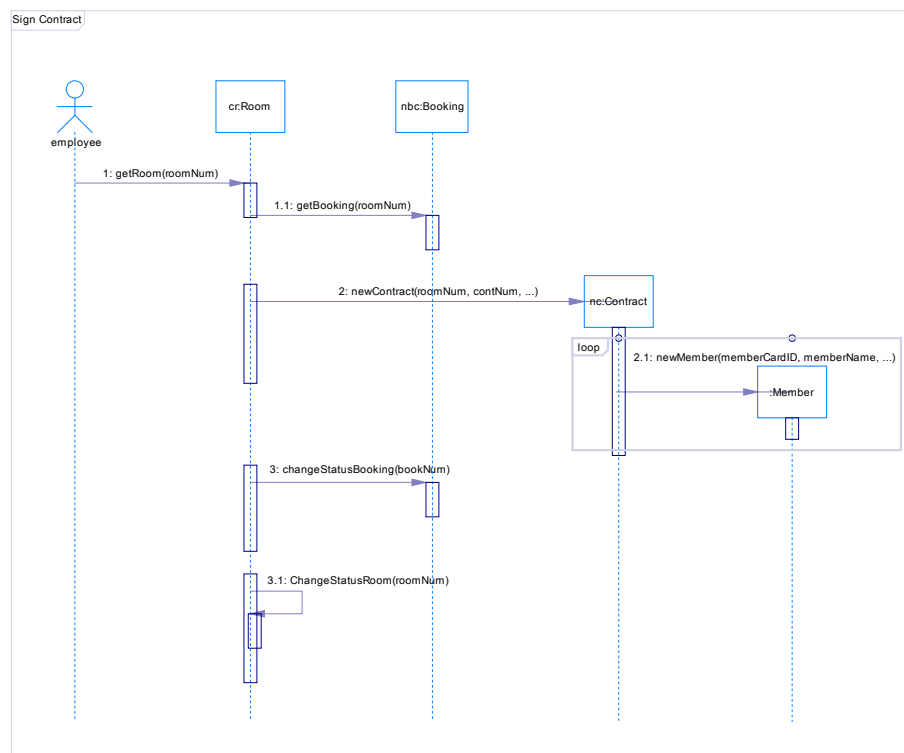 Sign Contract
cr:Room
nbc:Booking
employee
1: getRoom(roomNum)
1.1: getBooking(roomNum)
2: newContract(roomNum, contNum, ...)
nc:Contract
loop
2.1: newMember(memberCardID, memberName, ...)
:Member
3: changeStatusBooking(bookNum)
3.1: ChangeStatusRoom(roomNum)